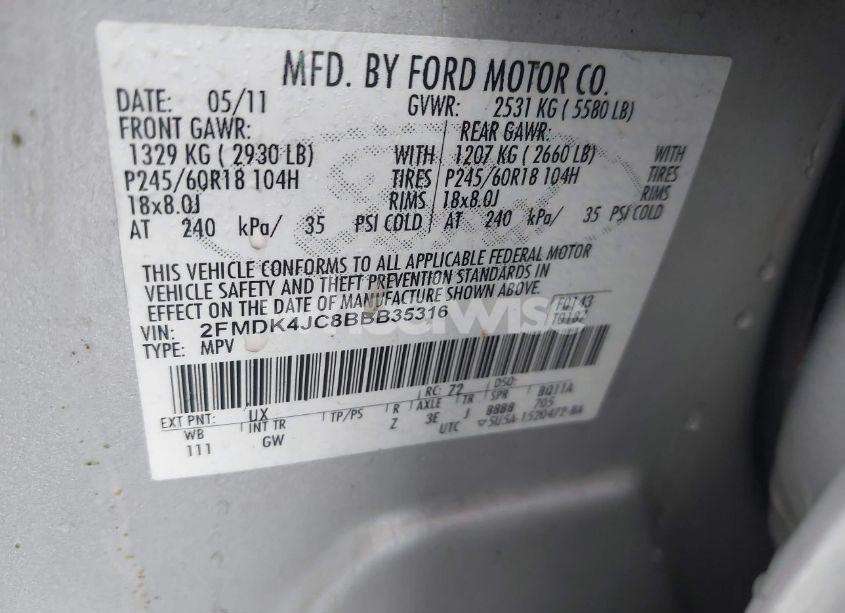 MFD. BY FORD MOTOR CO.
DATE: 05/11 GVWR: 2531 KG ( 5580 LB)
FRONT GAWR: REAR GAWR:
1329 KG ( 2930 LB) WITH 1207 KG ( 2660 LB) WITH
P245/60R18 104H TIRES P245/60R18 104H TIRES
18x8.0J RIMS 18x8.0J RIMS
AT 240 kPa/ 35 PSI COLD AT 240 kPa/ 35 PSI COLD
THIS VEHICLE CONFORMS TO ALL APPLICABLE FEDERAL MOTOR
VEHICLE SAFETY AND THEFT PREVENTION STANDARDS IN
EFFECT ON THE DATE OF MANUFACTURE SHOWN ABOVE.
VIN: 2FMDK4JC8BBB35316
TYPE: MPV
RC: 72 DSO:
EXT PNT: UX
WB INT TR TP/PS R AXLE TR SPR BQ11A
111 GW Z 3E J BBBB 705
UTC